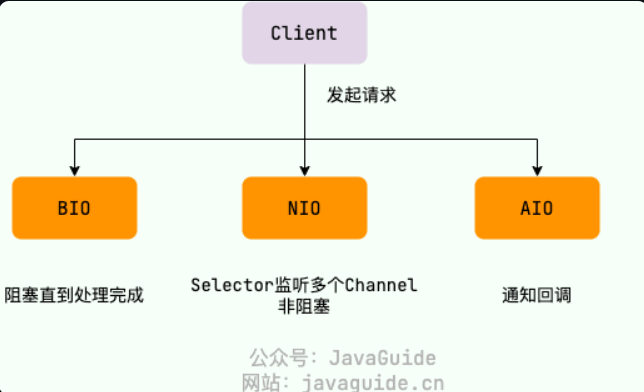 Client
发起请求
BIO
NIO
AIO
阻塞直到处理完成
Selector监听多个Channel
非阻塞
通知回调
公众号：JavaGuide
网站：javaguide.cn